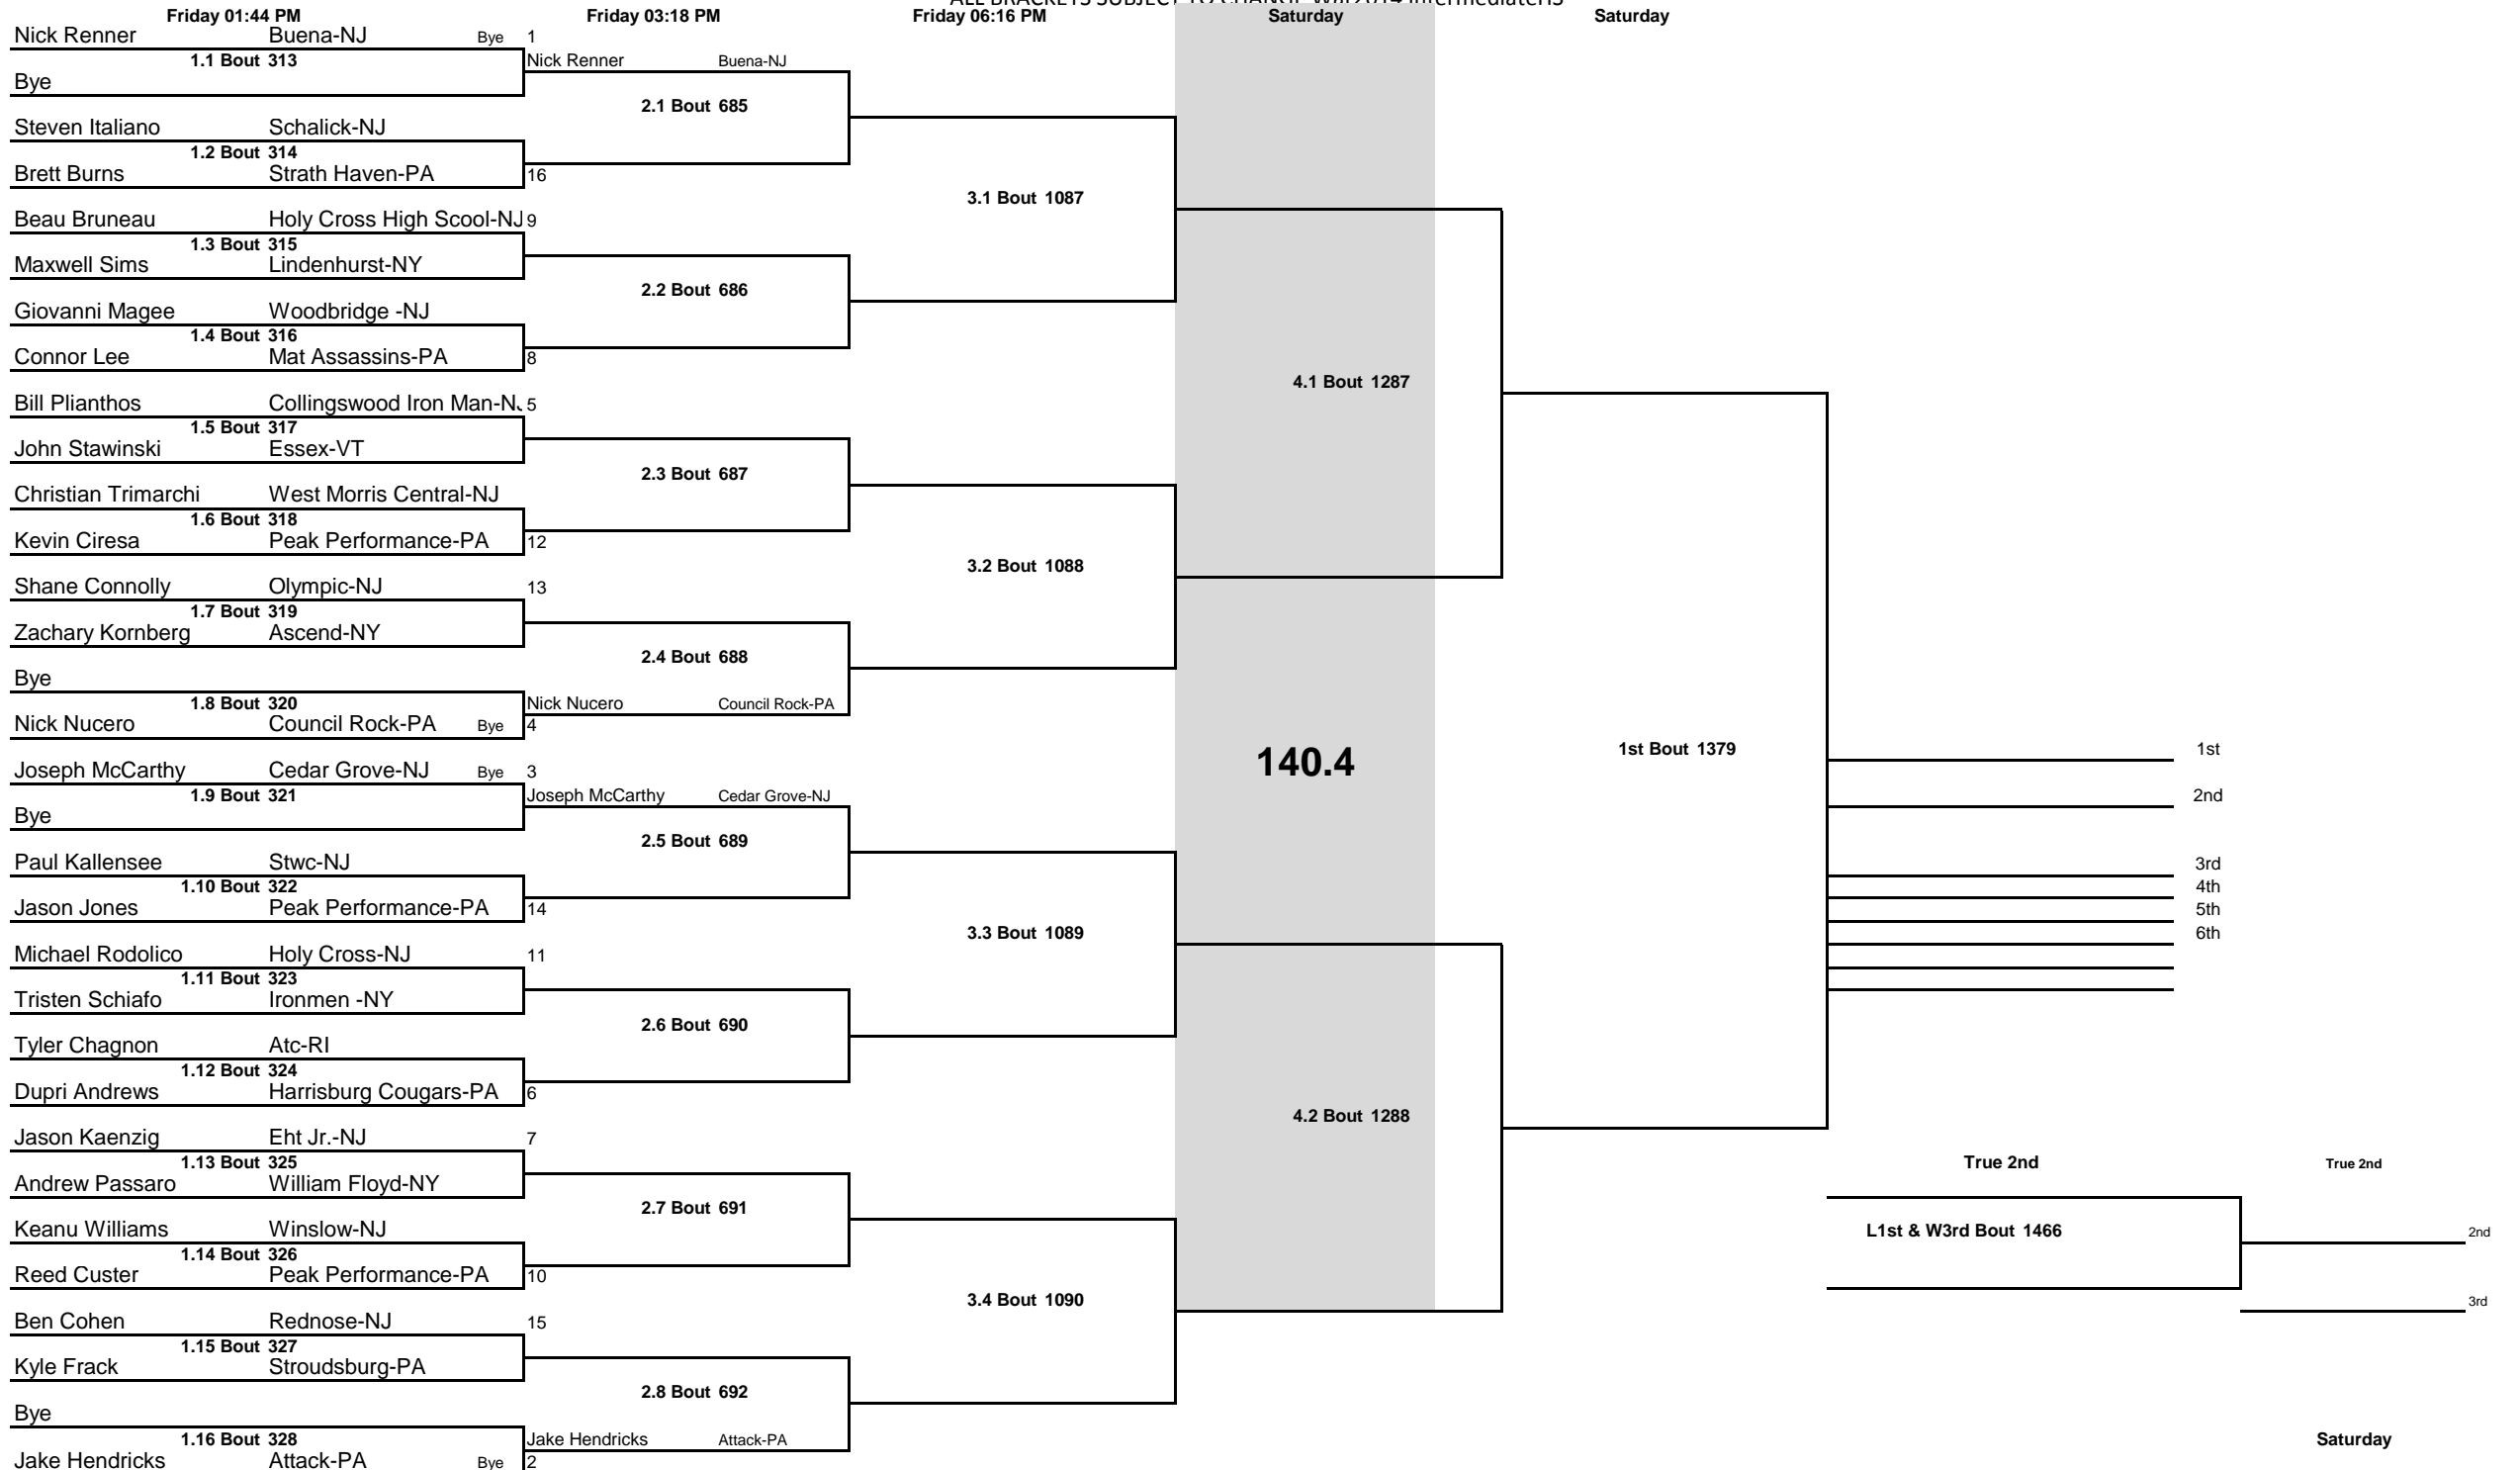 ALL BRACKETS SUBJECT TO CHANGE
Friday 01:44 PM Friday 03:18 PM Friday 06:16 PM Saturday Saturday
Nick Renner Buena-NJ Bye 1
1.1 Bout 313 Nick Renner Buena-NJ
Bye
2.1 Bout 685
Steven Italiano Schalick-NJ
1.2 Bout 314
Brett Burns Strath Haven-PA 16
3.1 Bout 1087
Beau Bruneau Holy Cross High Scool-NJ 9
1.3 Bout 315
Maxwell Sims Lindenhurst-NY
2.2 Bout 686
Giovanni Magee Woodbridge -NJ
1.4 Bout 316
Connor Lee Mat Assassins-PA 8
4.1 Bout 1287
Bill Plianthos Collingswood Iron Man-NJ 5
1.5 Bout 317
John Stawinski Essex-VT
2.3 Bout 687
Christian Trimarchi West Morris Central-NJ
1.6 Bout 318
Kevin Ciresa Peak Performance-PA 12
3.2 Bout 1088
Shane Connolly Olympic-NJ 13
1.7 Bout 319
Zachary Kornberg Ascend-NY
2.4 Bout 688
Bye
1.8 Bout 320 Nick Nucero Council Rock-PA
Nick Nucero Council Rock-PA Bye 4
140.4 1st Bout 1379 1st
Joseph McCarthy Cedar Grove-NJ Bye 3
1.9 Bout 321 Joseph McCarthy Cedar Grove-NJ 2nd
Bye
2.5 Bout 689
Paul Kallensee Stwc-NJ 3rd
1.10 Bout 322 4th
Jason Jones Peak Performance-PA 14 5th
3.3 Bout 1089 6th
Michael Rodolico Holy Cross-NJ 11
1.11 Bout 323
Tristen Schiafo Ironmen -NY
2.6 Bout 690
Tyler Chagnon Atc-RI
1.12 Bout 324
Dupri Andrews Harrisburg Cougars-PA 6
4.2 Bout 1288
Jason Kaenzig Eht Jr.-NJ 7
1.13 Bout 325 True 2nd True 2nd
Andrew Passaro William Floyd-NY
2.7 Bout 691
Keanu Williams Winslow-NJ L1st & W3rd Bout 1466 2nd
1.14 Bout 326
Reed Custer Peak Performance-PA 10
3.4 Bout 1090 3rd
Ben Cohen Rednose-NJ 15
1.15 Bout 327
Kyle Frack Stroudsburg-PA
2.8 Bout 692
Bye
1.16 Bout 328 Jake Hendricks Attack-PA Saturday
Jake Hendricks Attack-PA Bye 2